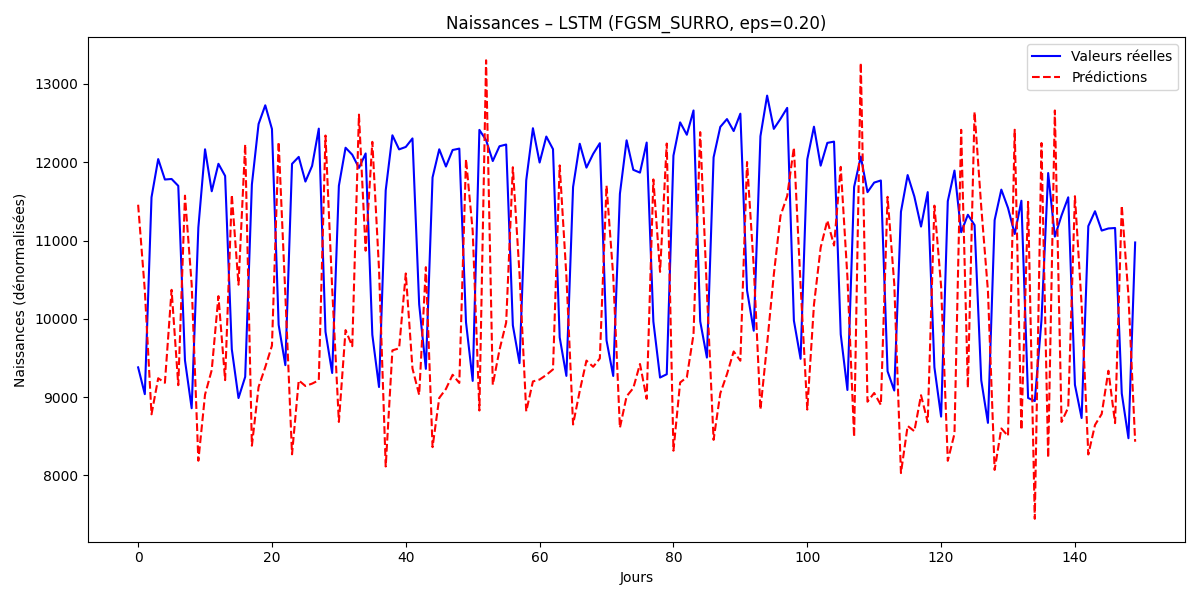 Naissances – LSTM (FGSM_SURRO, eps=0.20)
Valeurs réelles
Prédictions
Naissances (dénormalisées)
13000
12000
11000
10000
9000
8000
0 20 40 60 80 100 120 140
Jours